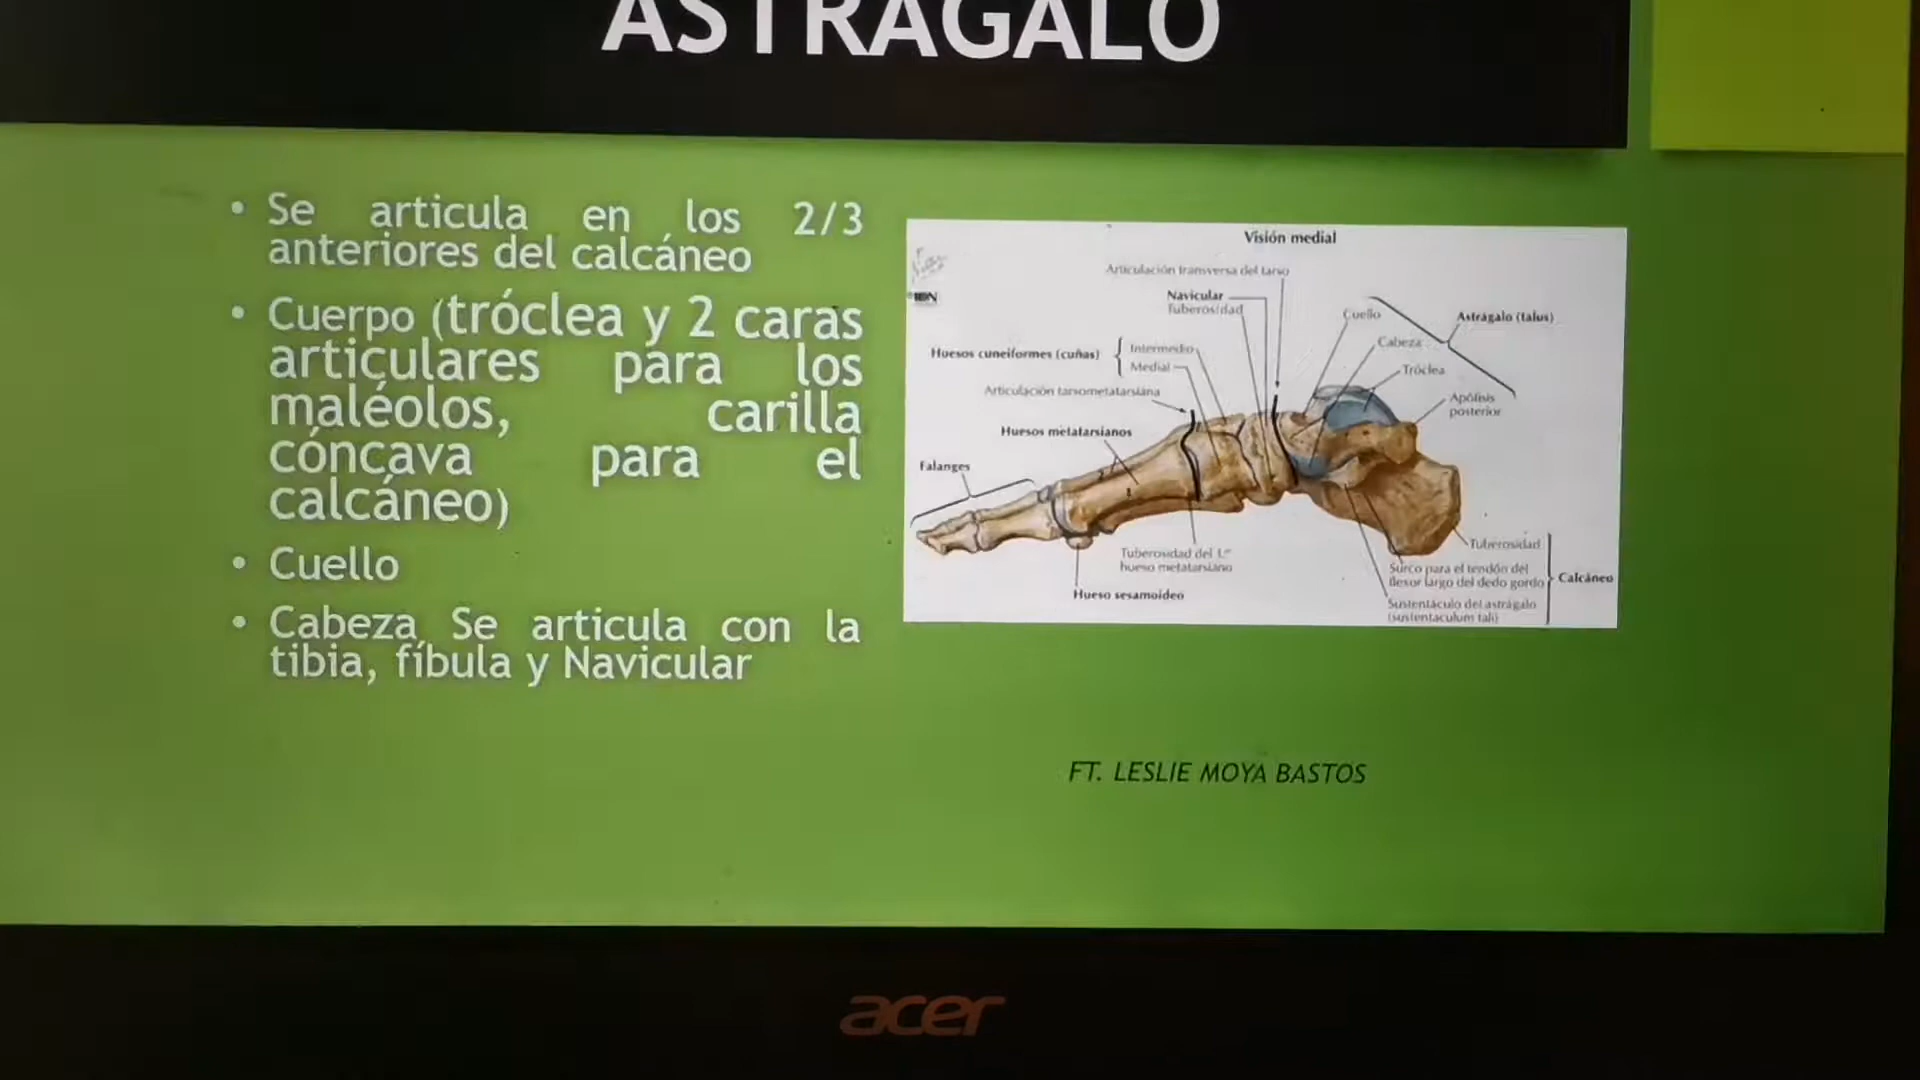 ASTRÁGALO
• Se articula en los 2/3
anteriores del calcáneo
• Cuerpo (tróclea y 2 caras
articulares para los
maléolos, carilla
cóncava para el
calcáneo)
• Cuello
• Cabeza Se articula con la
tibia, fíbula y Navicular
Visión medial
Articulación transversa del tarso
Navicular
Tuberosidad
Cuello
Astrágalo (talus)
Cabeza
Huesos cuneiformes (cuñas)
Intermedio
Medial
Tróclea
Articulación tarsometatarsiana
Apófisis
posterior
Huesos metatarsianos
Falanges
Tuberosidad
Tuberosidad del 1.er
hueso metatarsiano
Surco para el tendón del
flexor largo del dedo gordo
Calcáneo
Hueso sesamoideo
Sustentáculo del astrágalo
(sustentaculum tali)
FT. LESLIE MOYA BASTOS
acer